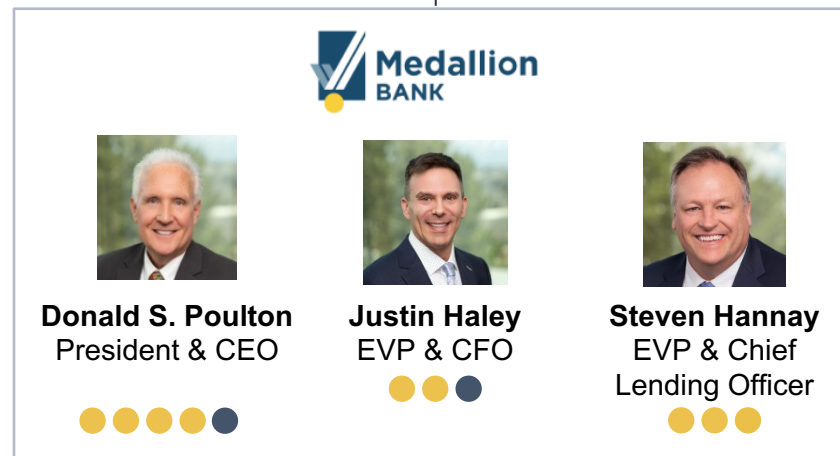 Medallion
BANK
Donald S. Poulton
President & CEO
Justin Haley
EVP & CFO
Steven Hannay
EVP & Chief
Lending Officer